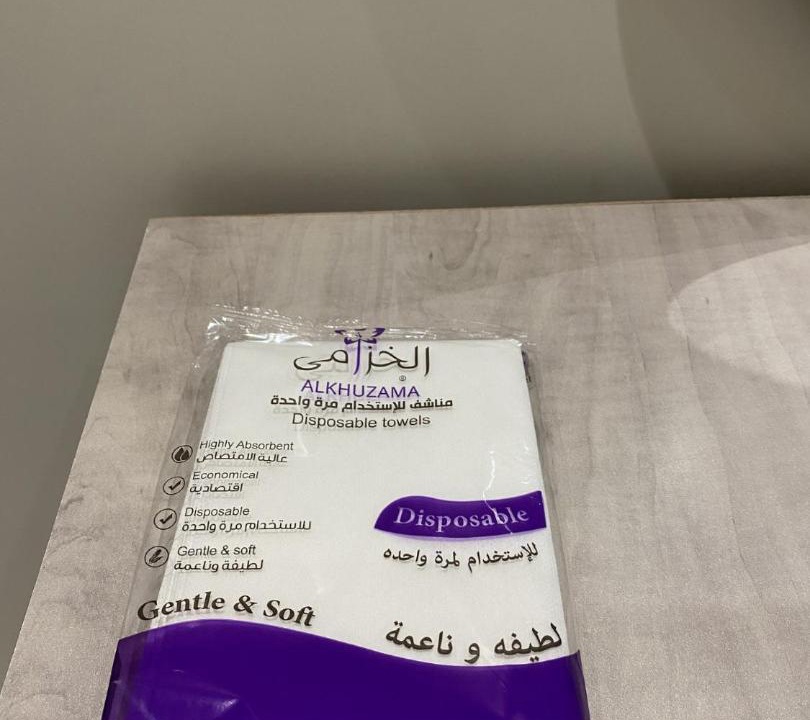 الخزامى
®
ALKHUZAMA
مناشف للإستخدام مرة واحدة
Disposable towels
Highly Absorbent
عالية الامتصاص
Economical
اقتصادية
Disposable
للاستخدام مرة واحدة
Gentle & soft
لطيفة وناعمة
Disposable
للإستخدام لمرة واحده
Gentle & Soft
لطيفه و ناعمة